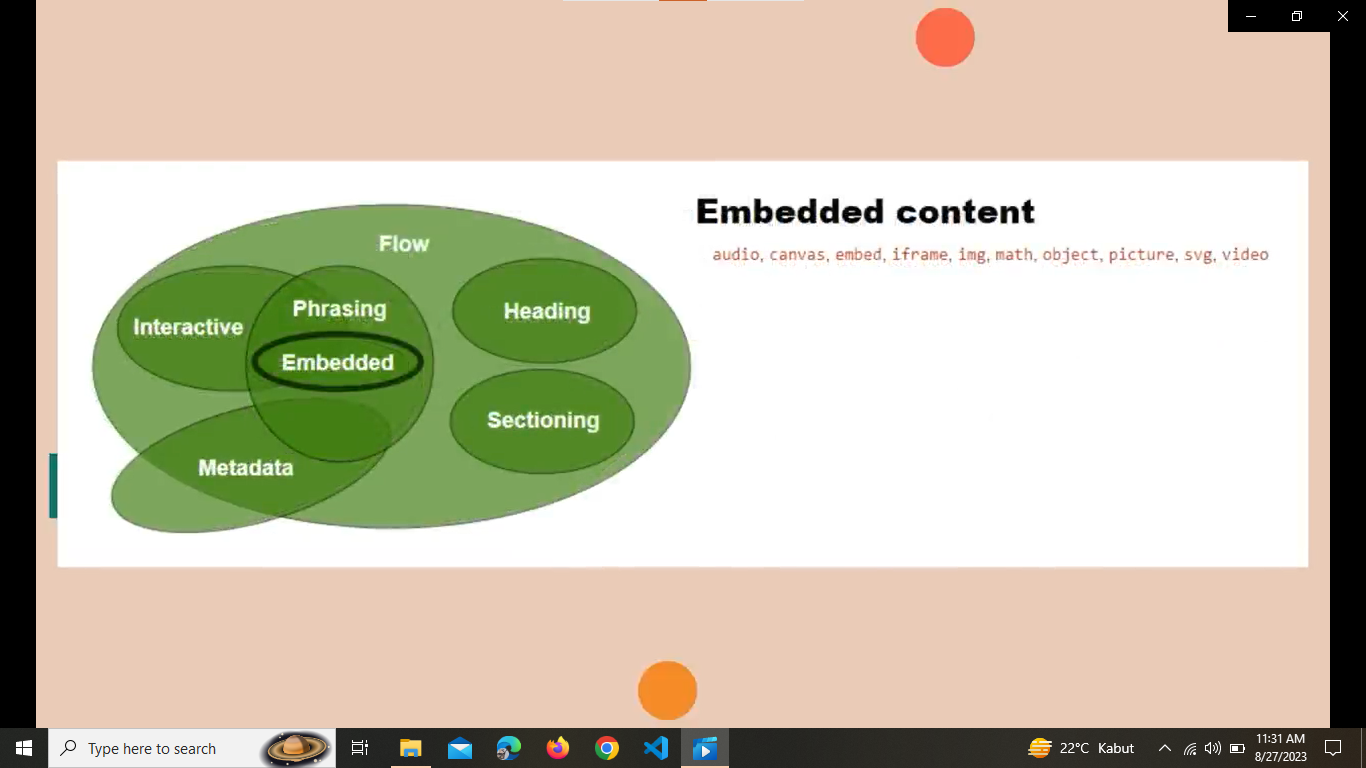 Embedded content
audio, canvas, embed, iframe, img, math, object, picture, svg, video
Flow
Phrasing
Interactive
Embedded
Heading
Sectioning
Metadata
Type here to search
22°C Kabut
11:31 AM
8/27/2023